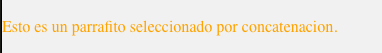 Esto es un parrafito seleccionado por concatenacion.